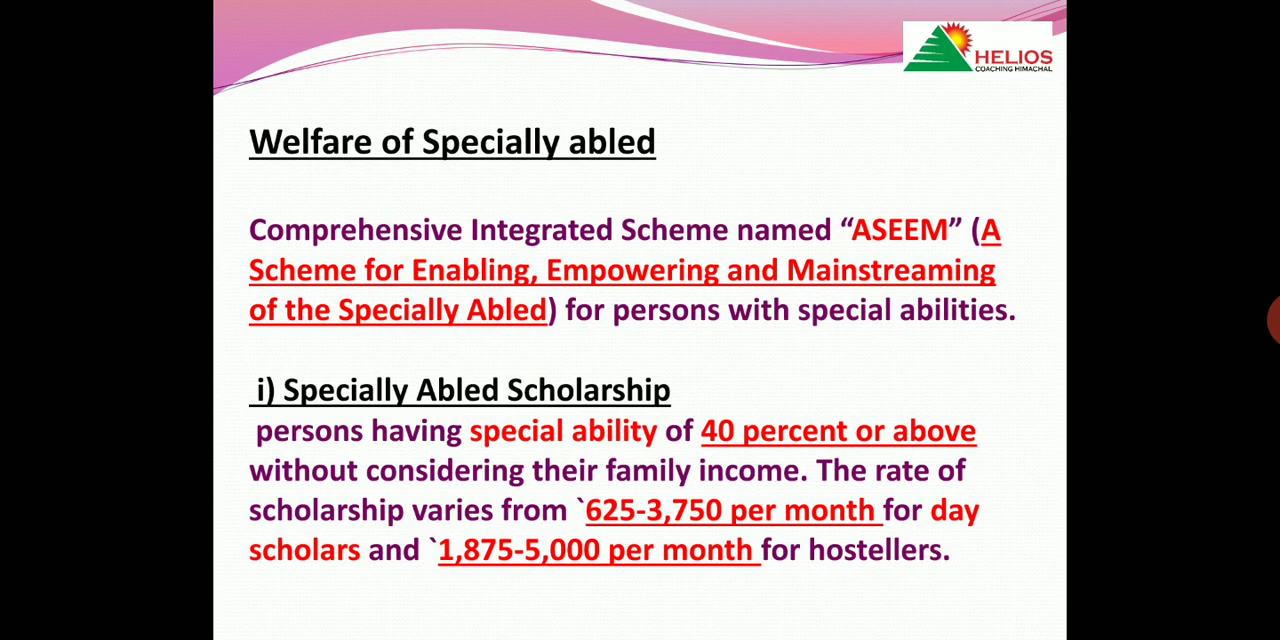 HELIOS
COACHING HIMACHAL
Welfare of Specially abled
Comprehensive Integrated Scheme named “ASEEM” (A
Scheme for Enabling, Empowering and Mainstreaming
of the Specially Abled) for persons with special abilities.
i) Specially Abled Scholarship
persons having special ability of 40 percent or above
without considering their family income. The rate of
scholarship varies from `625-3,750 per month for day
scholars and `1,875-5,000 per month for hostellers.